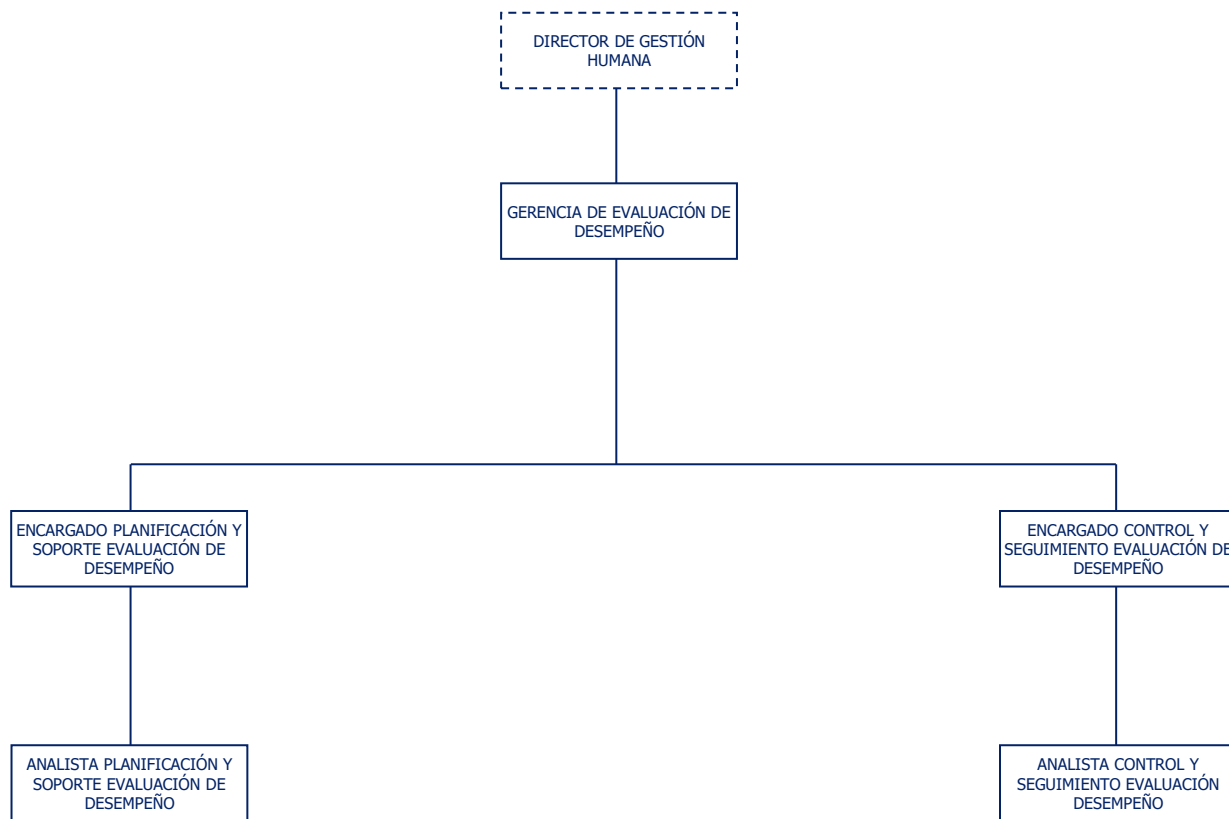 DIRECTOR DE GESTIÓN
HUMANA
GERENCIA DE EVALUACIÓN DE
DESEMPEÑO
ENCARGADO PLANIFICACIÓN Y
SOPORTE EVALUACIÓN DE
DESEMPEÑO
ENCARGADO CONTROL Y
SEGUIMIENTO EVALUACIÓN DE
DESEMPEÑO
ANALISTA PLANIFICACIÓN Y
SOPORTE EVALUACIÓN DE
DESEMPEÑO
ANALISTA CONTROL Y
SEGUIMIENTO EVALUACIÓN
DESEMPEÑO